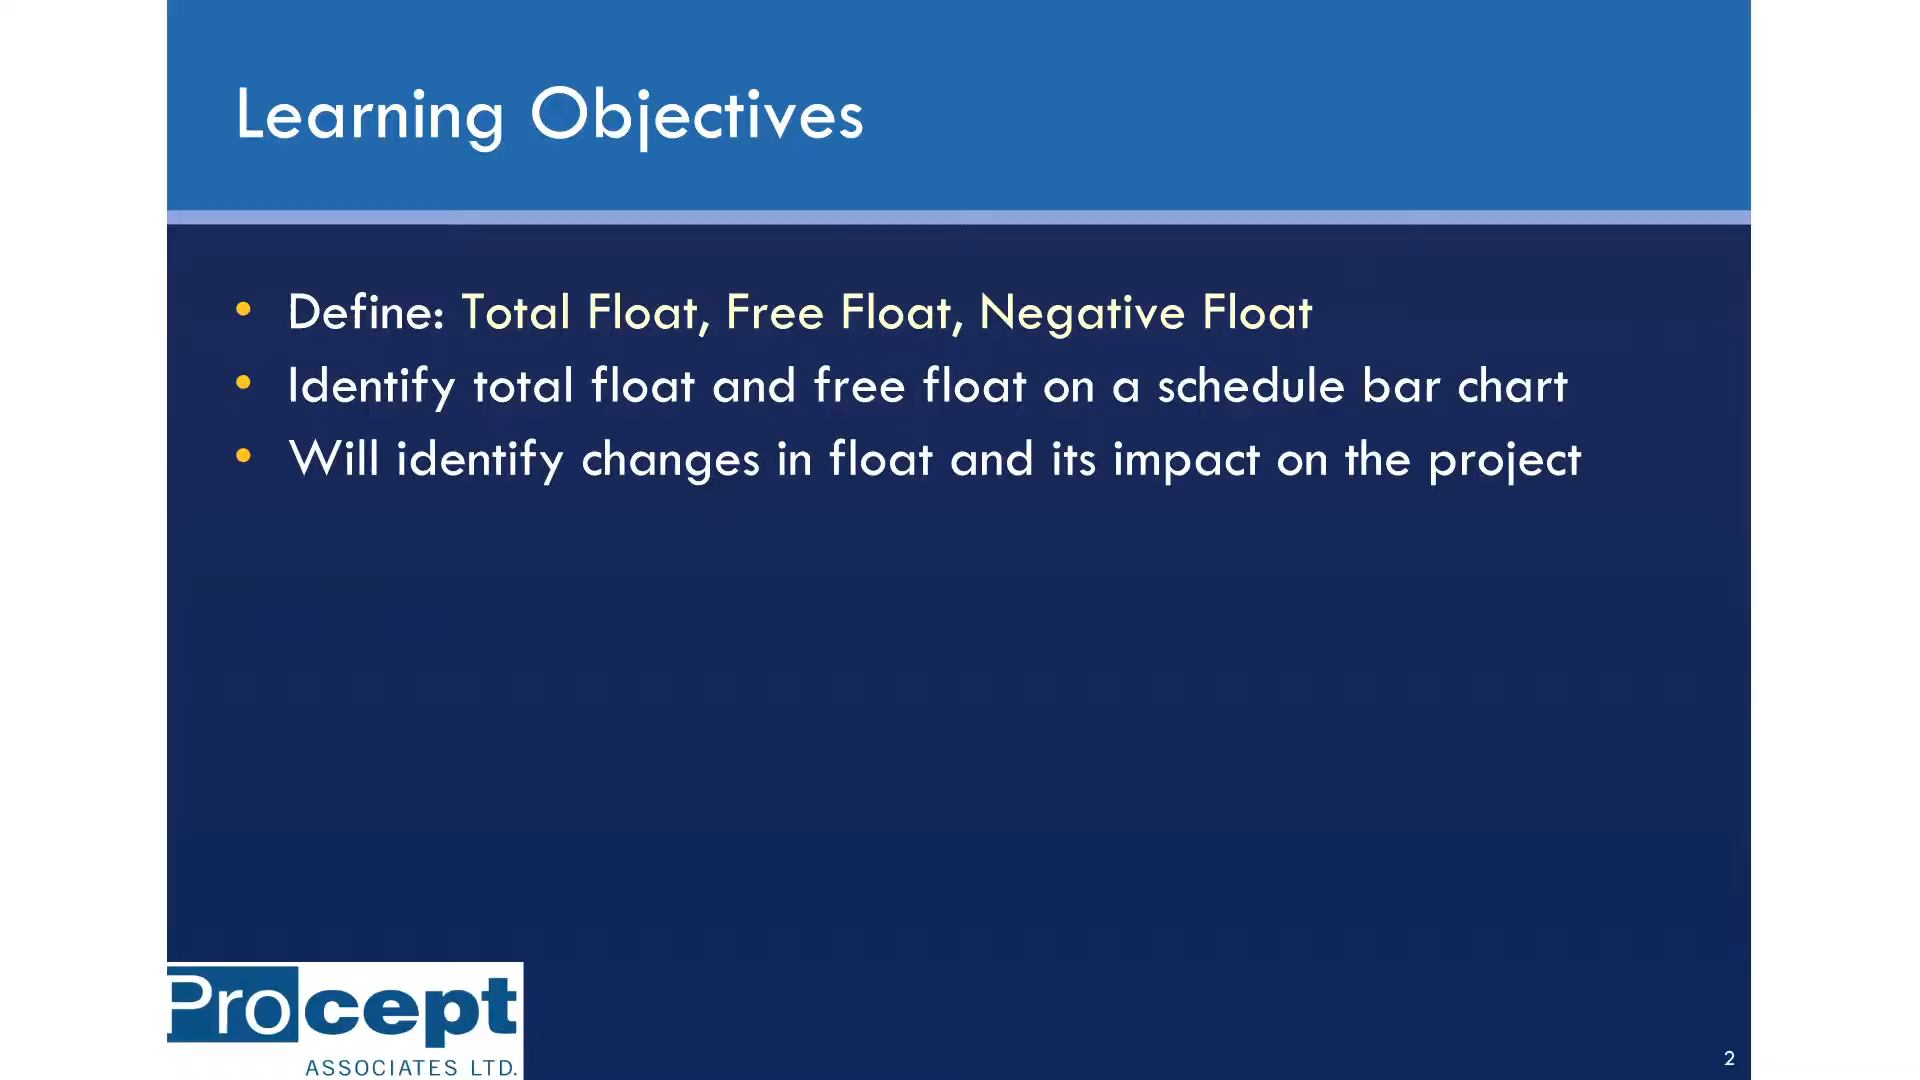 Learning Objectives
• Define: Total Float, Free Float, Negative Float
• Identify total float and free float on a schedule bar chart
• Will identify changes in float and its impact on the project
Procept
ASSOCIATES LTD.
2